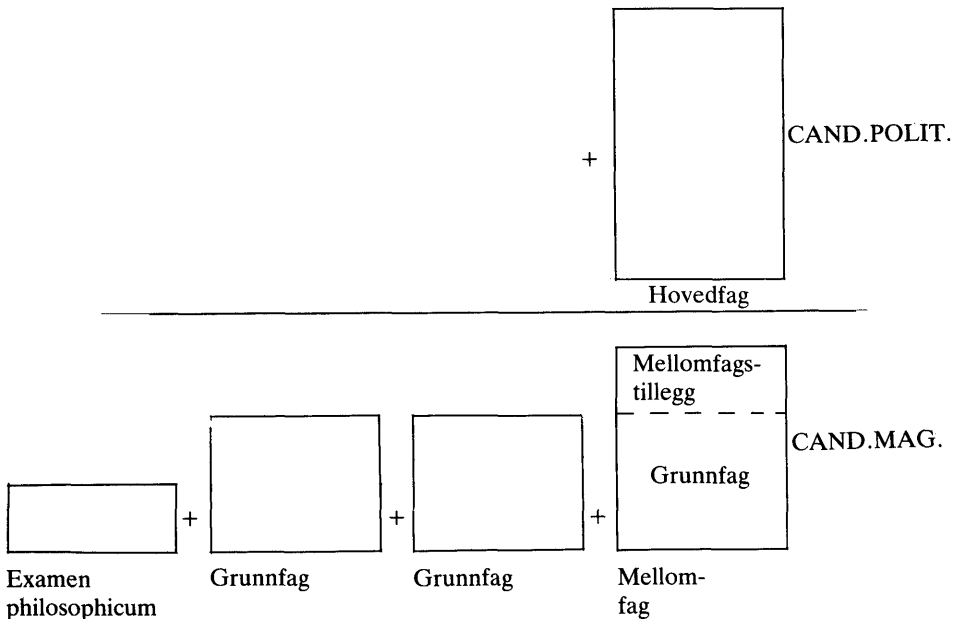 CAND.POLIT.
+
Hovedfag
Mellomfags-
tillegg
CAND.MAG.
Grunnfag
+ + +
Examen
philosophicum
Grunnfag
Grunnfag
Mellom-
fag